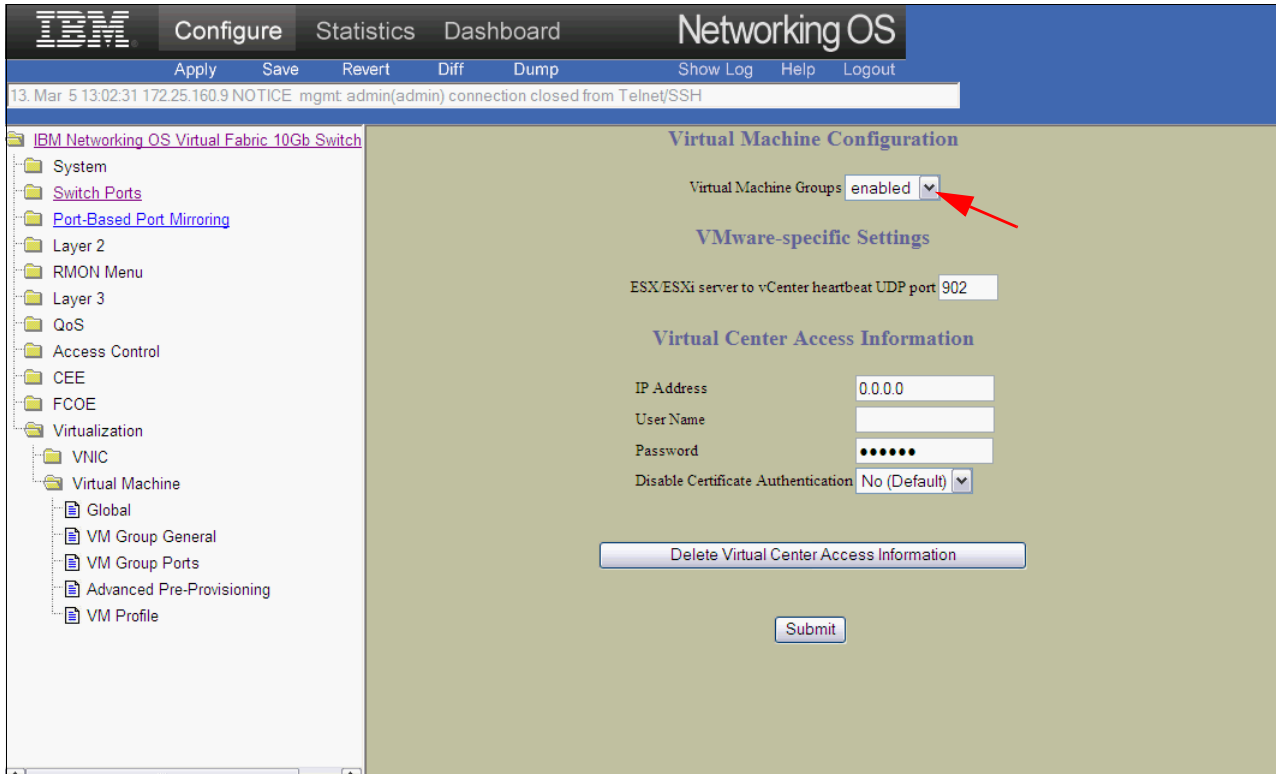 IBM Configure Statistics Dashboard Networking OS
Apply Save Revert Diff Dump Show Log Help Logout
13. Mar 5 13:02:31 172.25.160.9 NOTICE mgmt: admin(admin) connection closed from Telnet/SSH
IBM Networking OS Virtual Fabric 10Gb Switch
System
Switch Ports
Port-Based Port Mirroring
Layer 2
RMON Menu
Layer 3
QoS
Access Control
CEE
FCOE
Virtualization
VNIC
Virtual Machine
Global
VM Group General
VM Group Ports
Advanced Pre-Provisioning
VM Profile
Virtual Machine Configuration
Virtual Machine Groups enabled
VMware-specific Settings
ESX/ESXi server to vCenter heartbeat UDP port 902
Virtual Center Access Information
IP Address 0.0.0.0
User Name
Password ••••••
Disable Certificate Authentication No (Default)
Delete Virtual Center Access Information
Submit